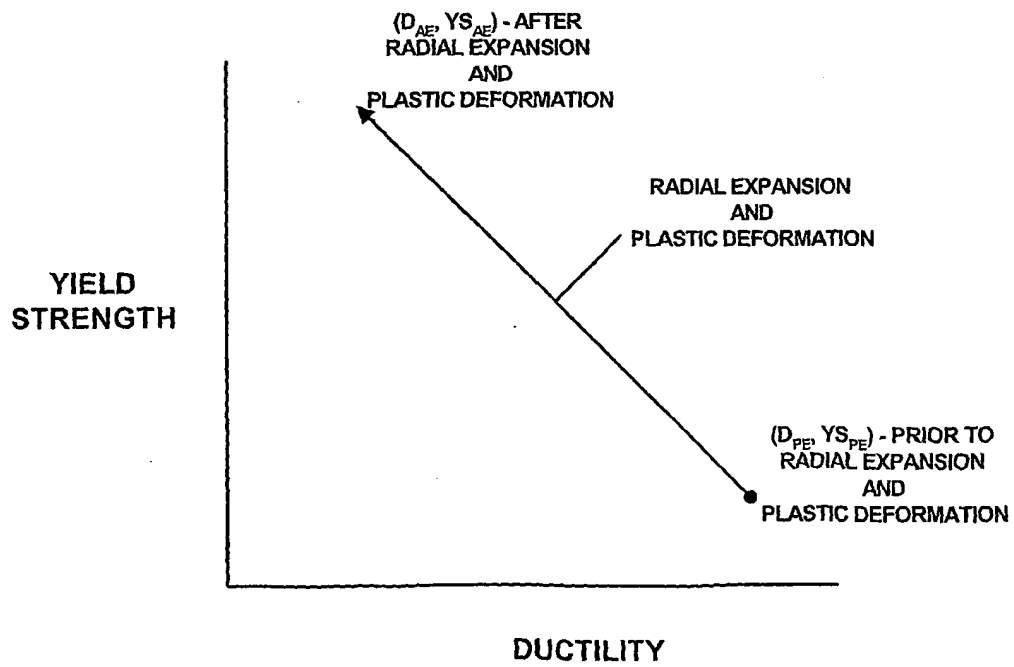 (D_AE, YS_AE) - AFTER
RADIAL EXPANSION
AND
PLASTIC DEFORMATION
RADIAL EXPANSION
AND
PLASTIC DEFORMATION
YIELD
STRENGTH
(D_PE, YS_PE) - PRIOR TO
RADIAL EXPANSION
AND
PLASTIC DEFORMATION
DUCTILITY